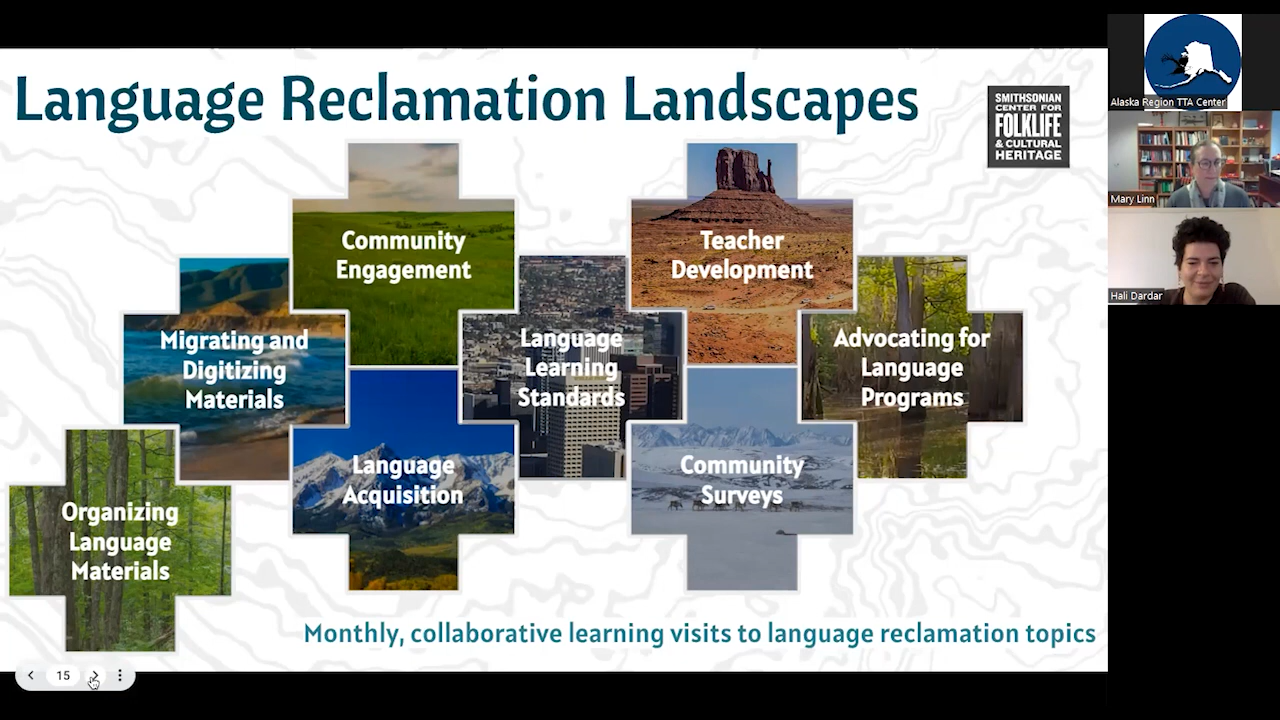 Language Reclamation Landscapes
SMITHSONIAN
CENTER FOR
FOLKLIFE
& CULTURAL
HERITAGE
Community
Engagement
Teacher
Development
Migrating and
Digitizing
Materials
Language
Learning
Standards
Advocating for
Language
Programs
Language
Acquisition
Community
Surveys
Organizing
Language
Materials
Monthly, collaborative learning visits to language reclamation topics
15
Alaska Region TTA Center
Mary Linn
Hali Dardar